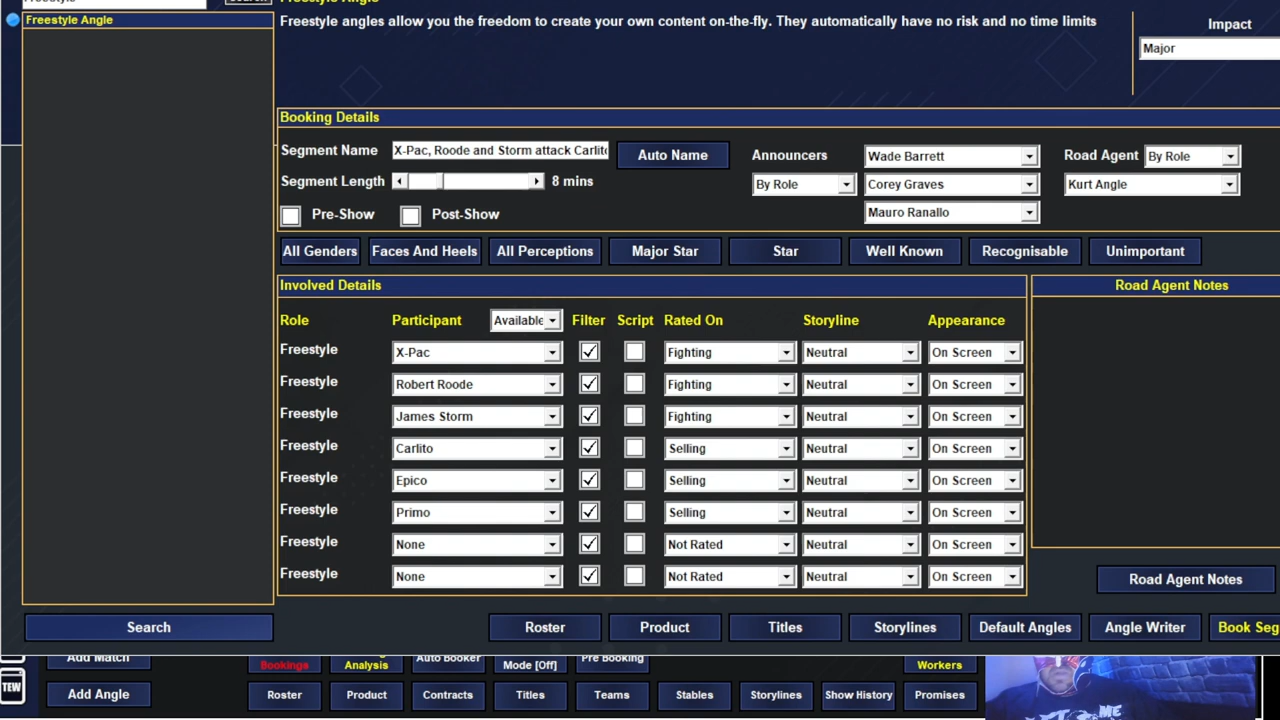 Freestyle Angle
Freestyle angles allow you the freedom to create your own content on-the-fly. They automatically have no risk and no time limits
Impact
Major
Booking Details
Segment Name X-Pac, Roode and Storm attack Carlito Auto Name Announcers Wade Barrett Road Agent By Role
Segment Length 8 mins By Role Corey Graves Kurt Angle
Pre-Show Post-Show Mauro Ranallo
All Genders Faces And Heels All Perceptions Major Star Star Well Known Recognisable Unimportant
Involved Details Road Agent Notes
Role Participant Available Filter Script Rated On Storyline Appearance
Freestyle X-Pac Fighting Neutral On Screen
Freestyle Robert Roode Fighting Neutral On Screen
Freestyle James Storm Fighting Neutral On Screen
Freestyle Carlito Selling Neutral On Screen
Freestyle Epico Selling Neutral On Screen
Freestyle Primo Selling Neutral On Screen
Freestyle None Not Rated Neutral On Screen
Freestyle None Not Rated Neutral On Screen
Road Agent Notes
Search Roster Product Titles Storylines Default Angles Angle Writer Book Seg
Add Match Bookings Analysis Auto Booker Mode [Off] Pre Booking Workers
TEW Add Angle Roster Product Contracts Titles Teams Stables Storylines Show History Promises
ME